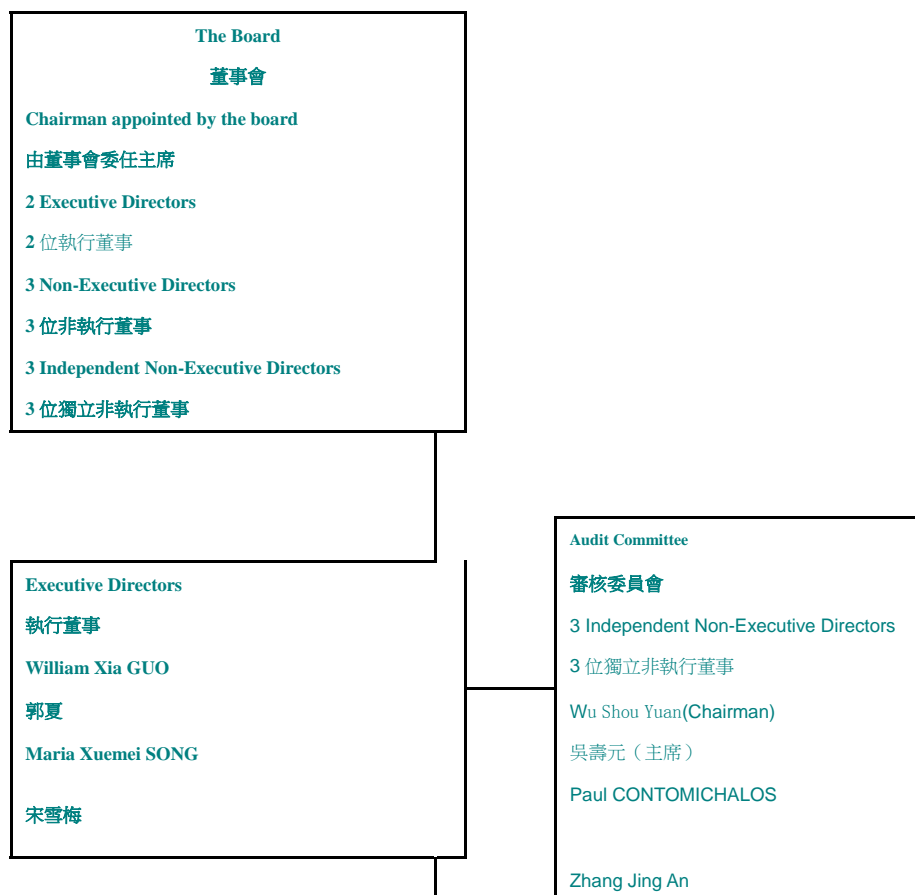 The Board
董事會
Chairman appointed by the board
由董事會委任主席
2 Executive Directors
2 位執行董事
3 Non-Executive Directors
3 位非執行董事
3 Independent Non-Executive Directors
3 位獨立非執行董事
Executive Directors
執行董事
William Xia GUO
郭夏
Maria Xuemei SONG
宋雪梅
Audit Committee
審核委員會
3 Independent Non-Executive Directors
3 位獨立非執行董事
Wu Shou Yuan(Chairman)
吳壽元（主席）
Paul CONTOMICHALOS
Zhang Jing An